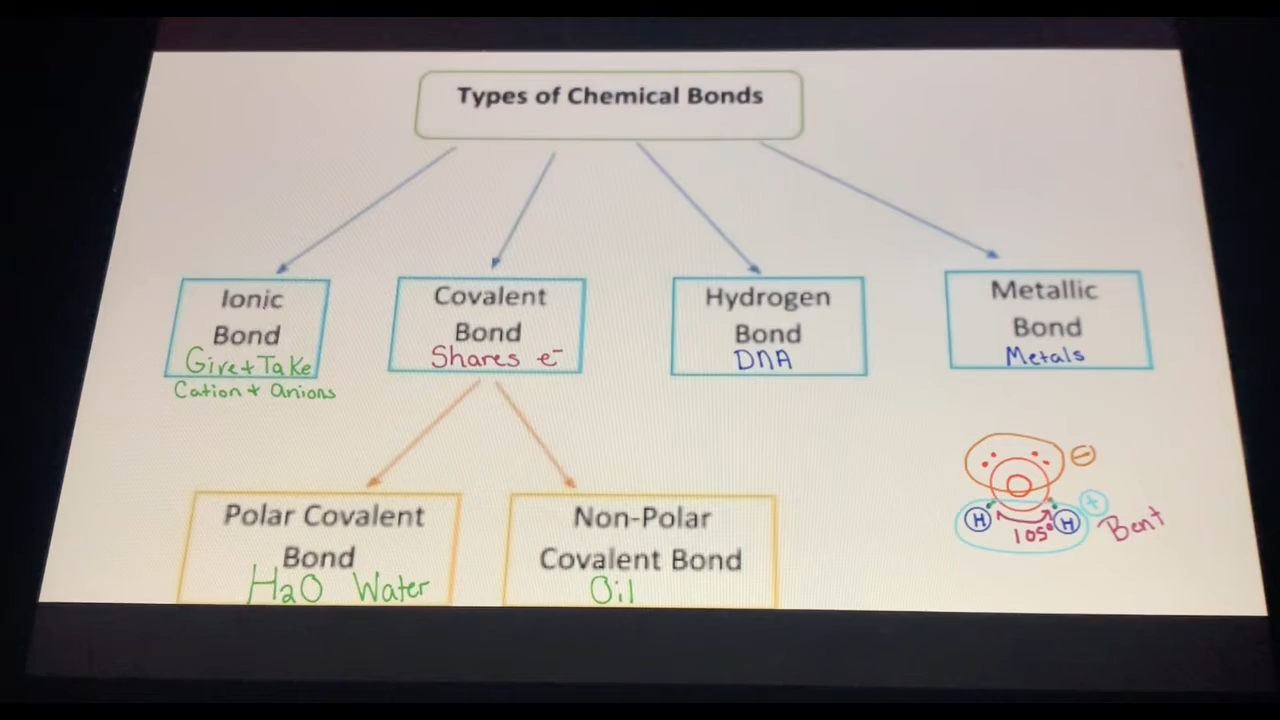 Types of Chemical Bonds
Ionic
Bond
Give + Take
Cation + anions
Covalent
Bond
Shares e⁻
Hydrogen
Bond
DNA
Metallic
Bond
Metals
Polar Covalent
Bond
H2O Water
Non-Polar
Covalent Bond
Oil
−
+
H
H
105°
Bent